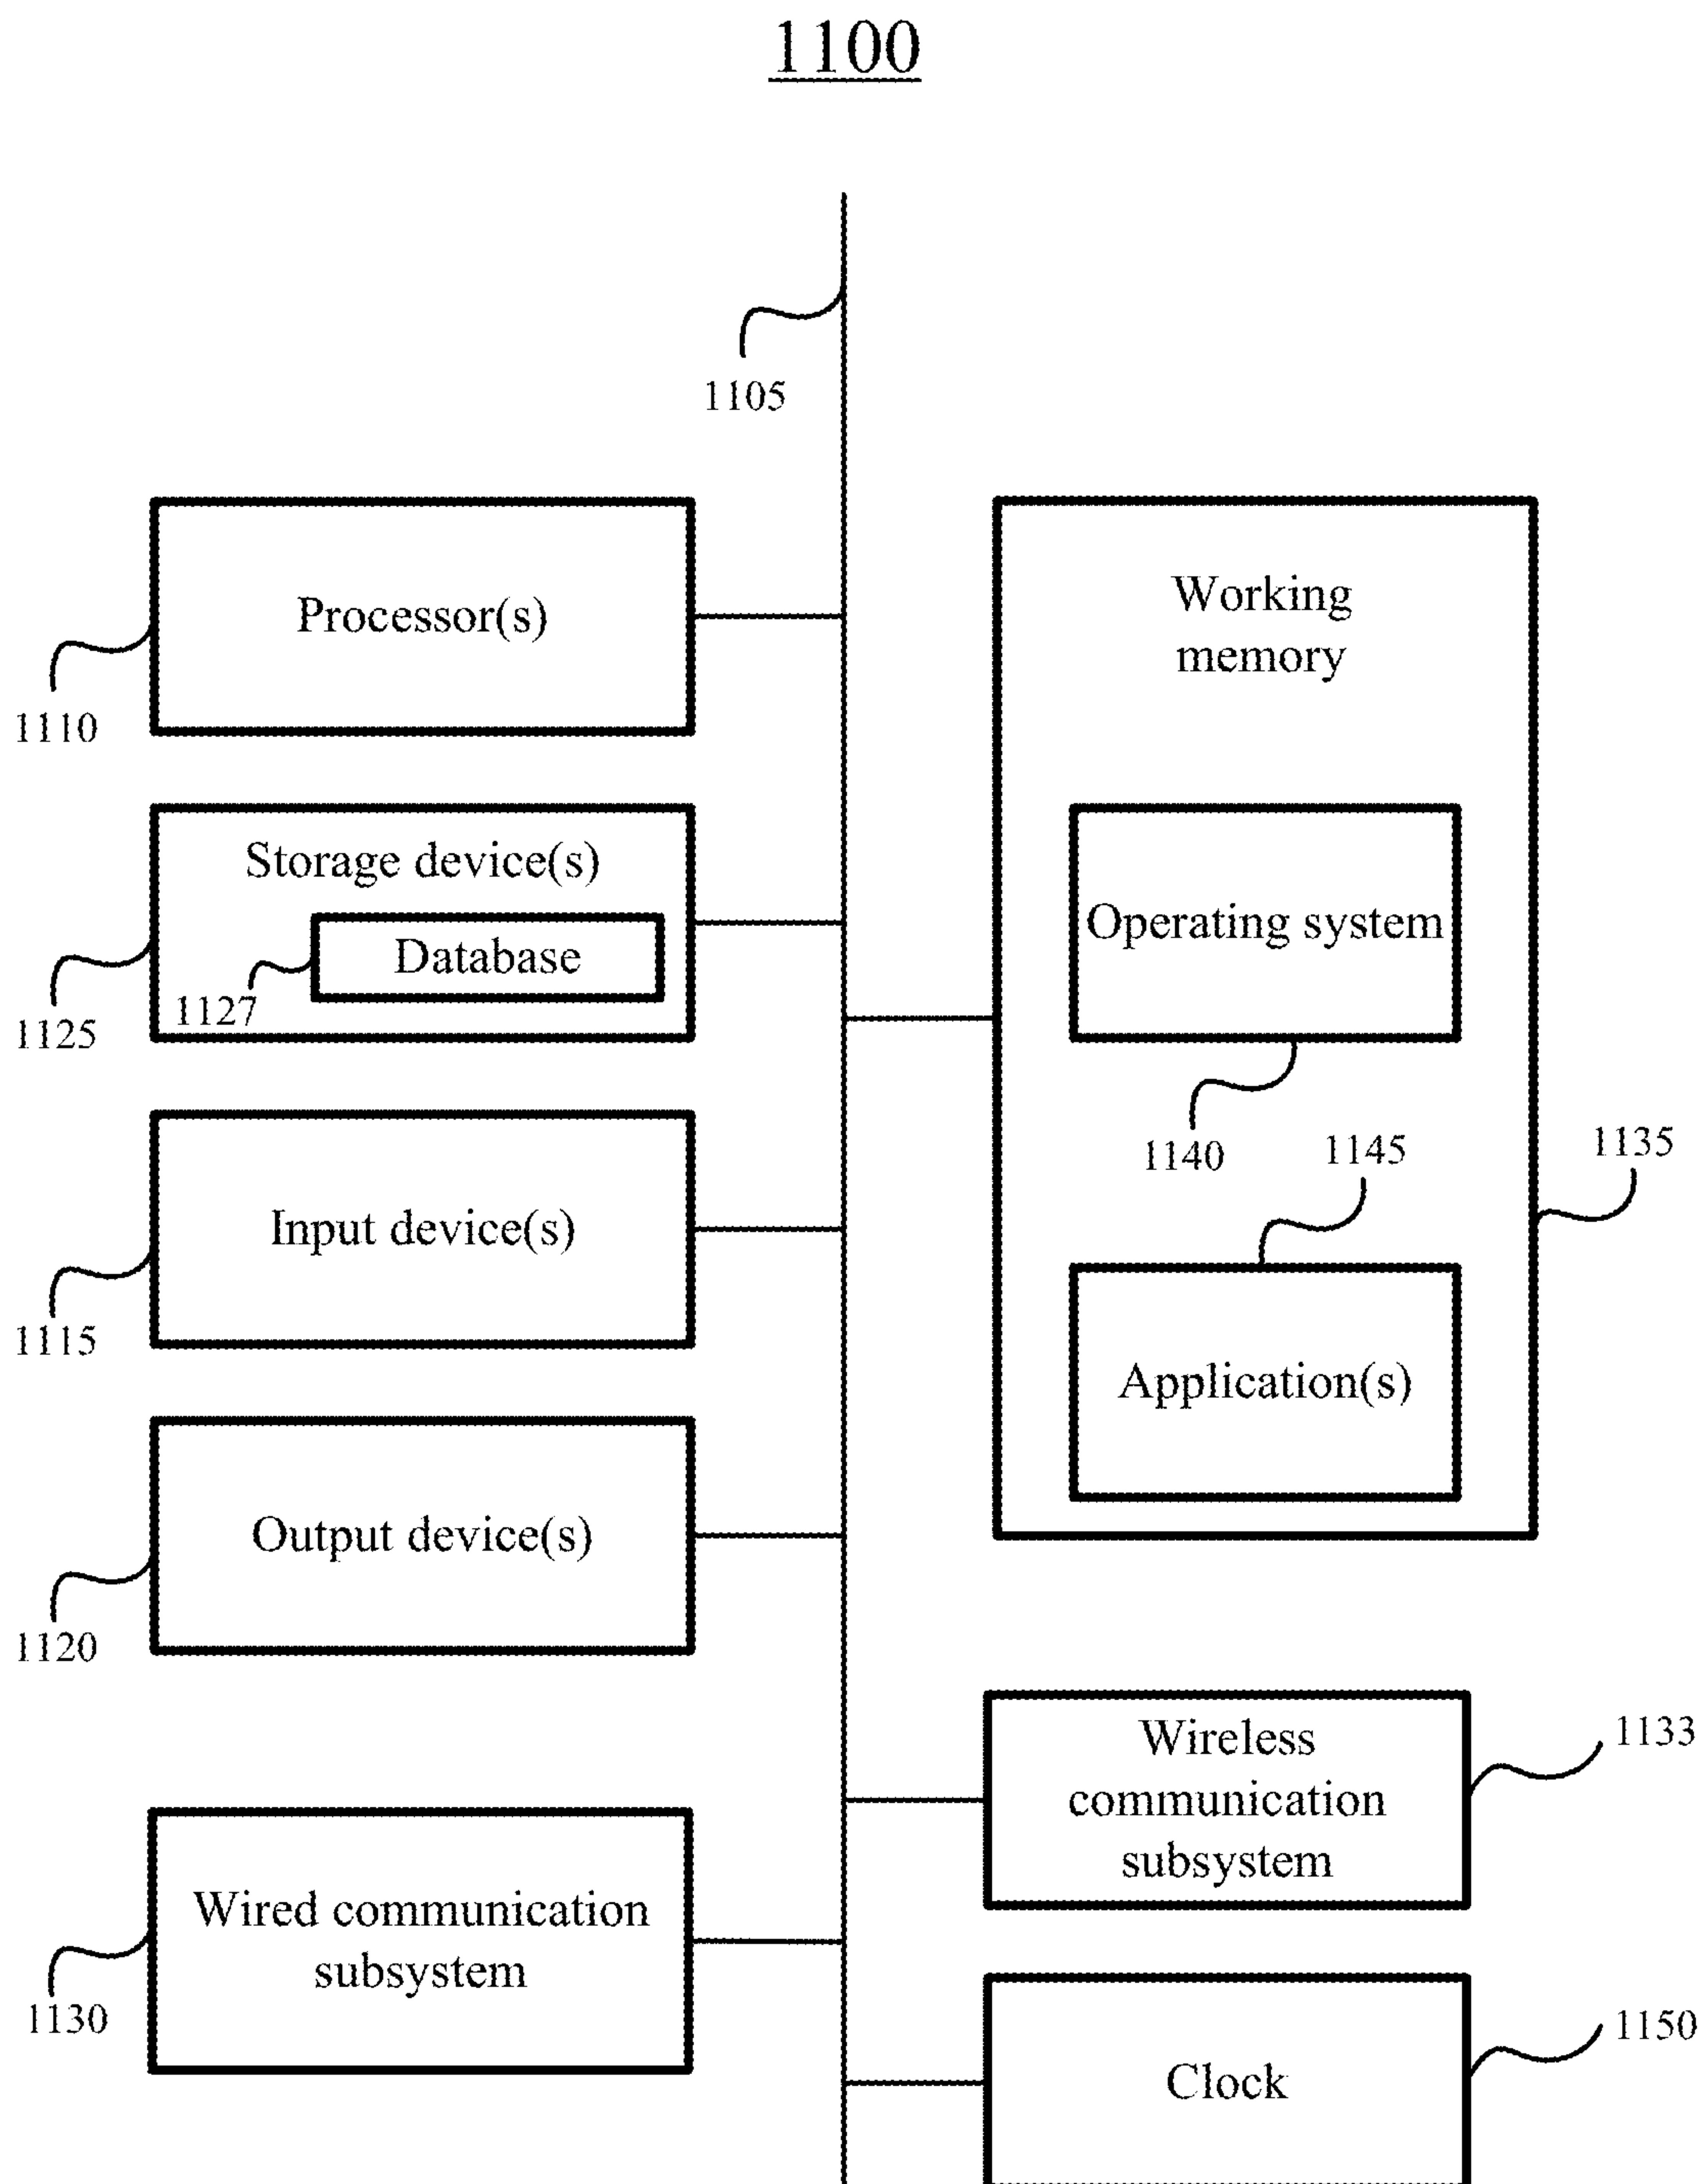 1100
1105
Processor(s)
1110
Storage device(s)
Database
1127
1125
Input device(s)
1115
Output device(s)
1120
Wired communication
subsystem
1130
Working
memory
Operating system
1140
1145
1135
Application(s)
Wireless
communication
subsystem
1133
Clock
1150